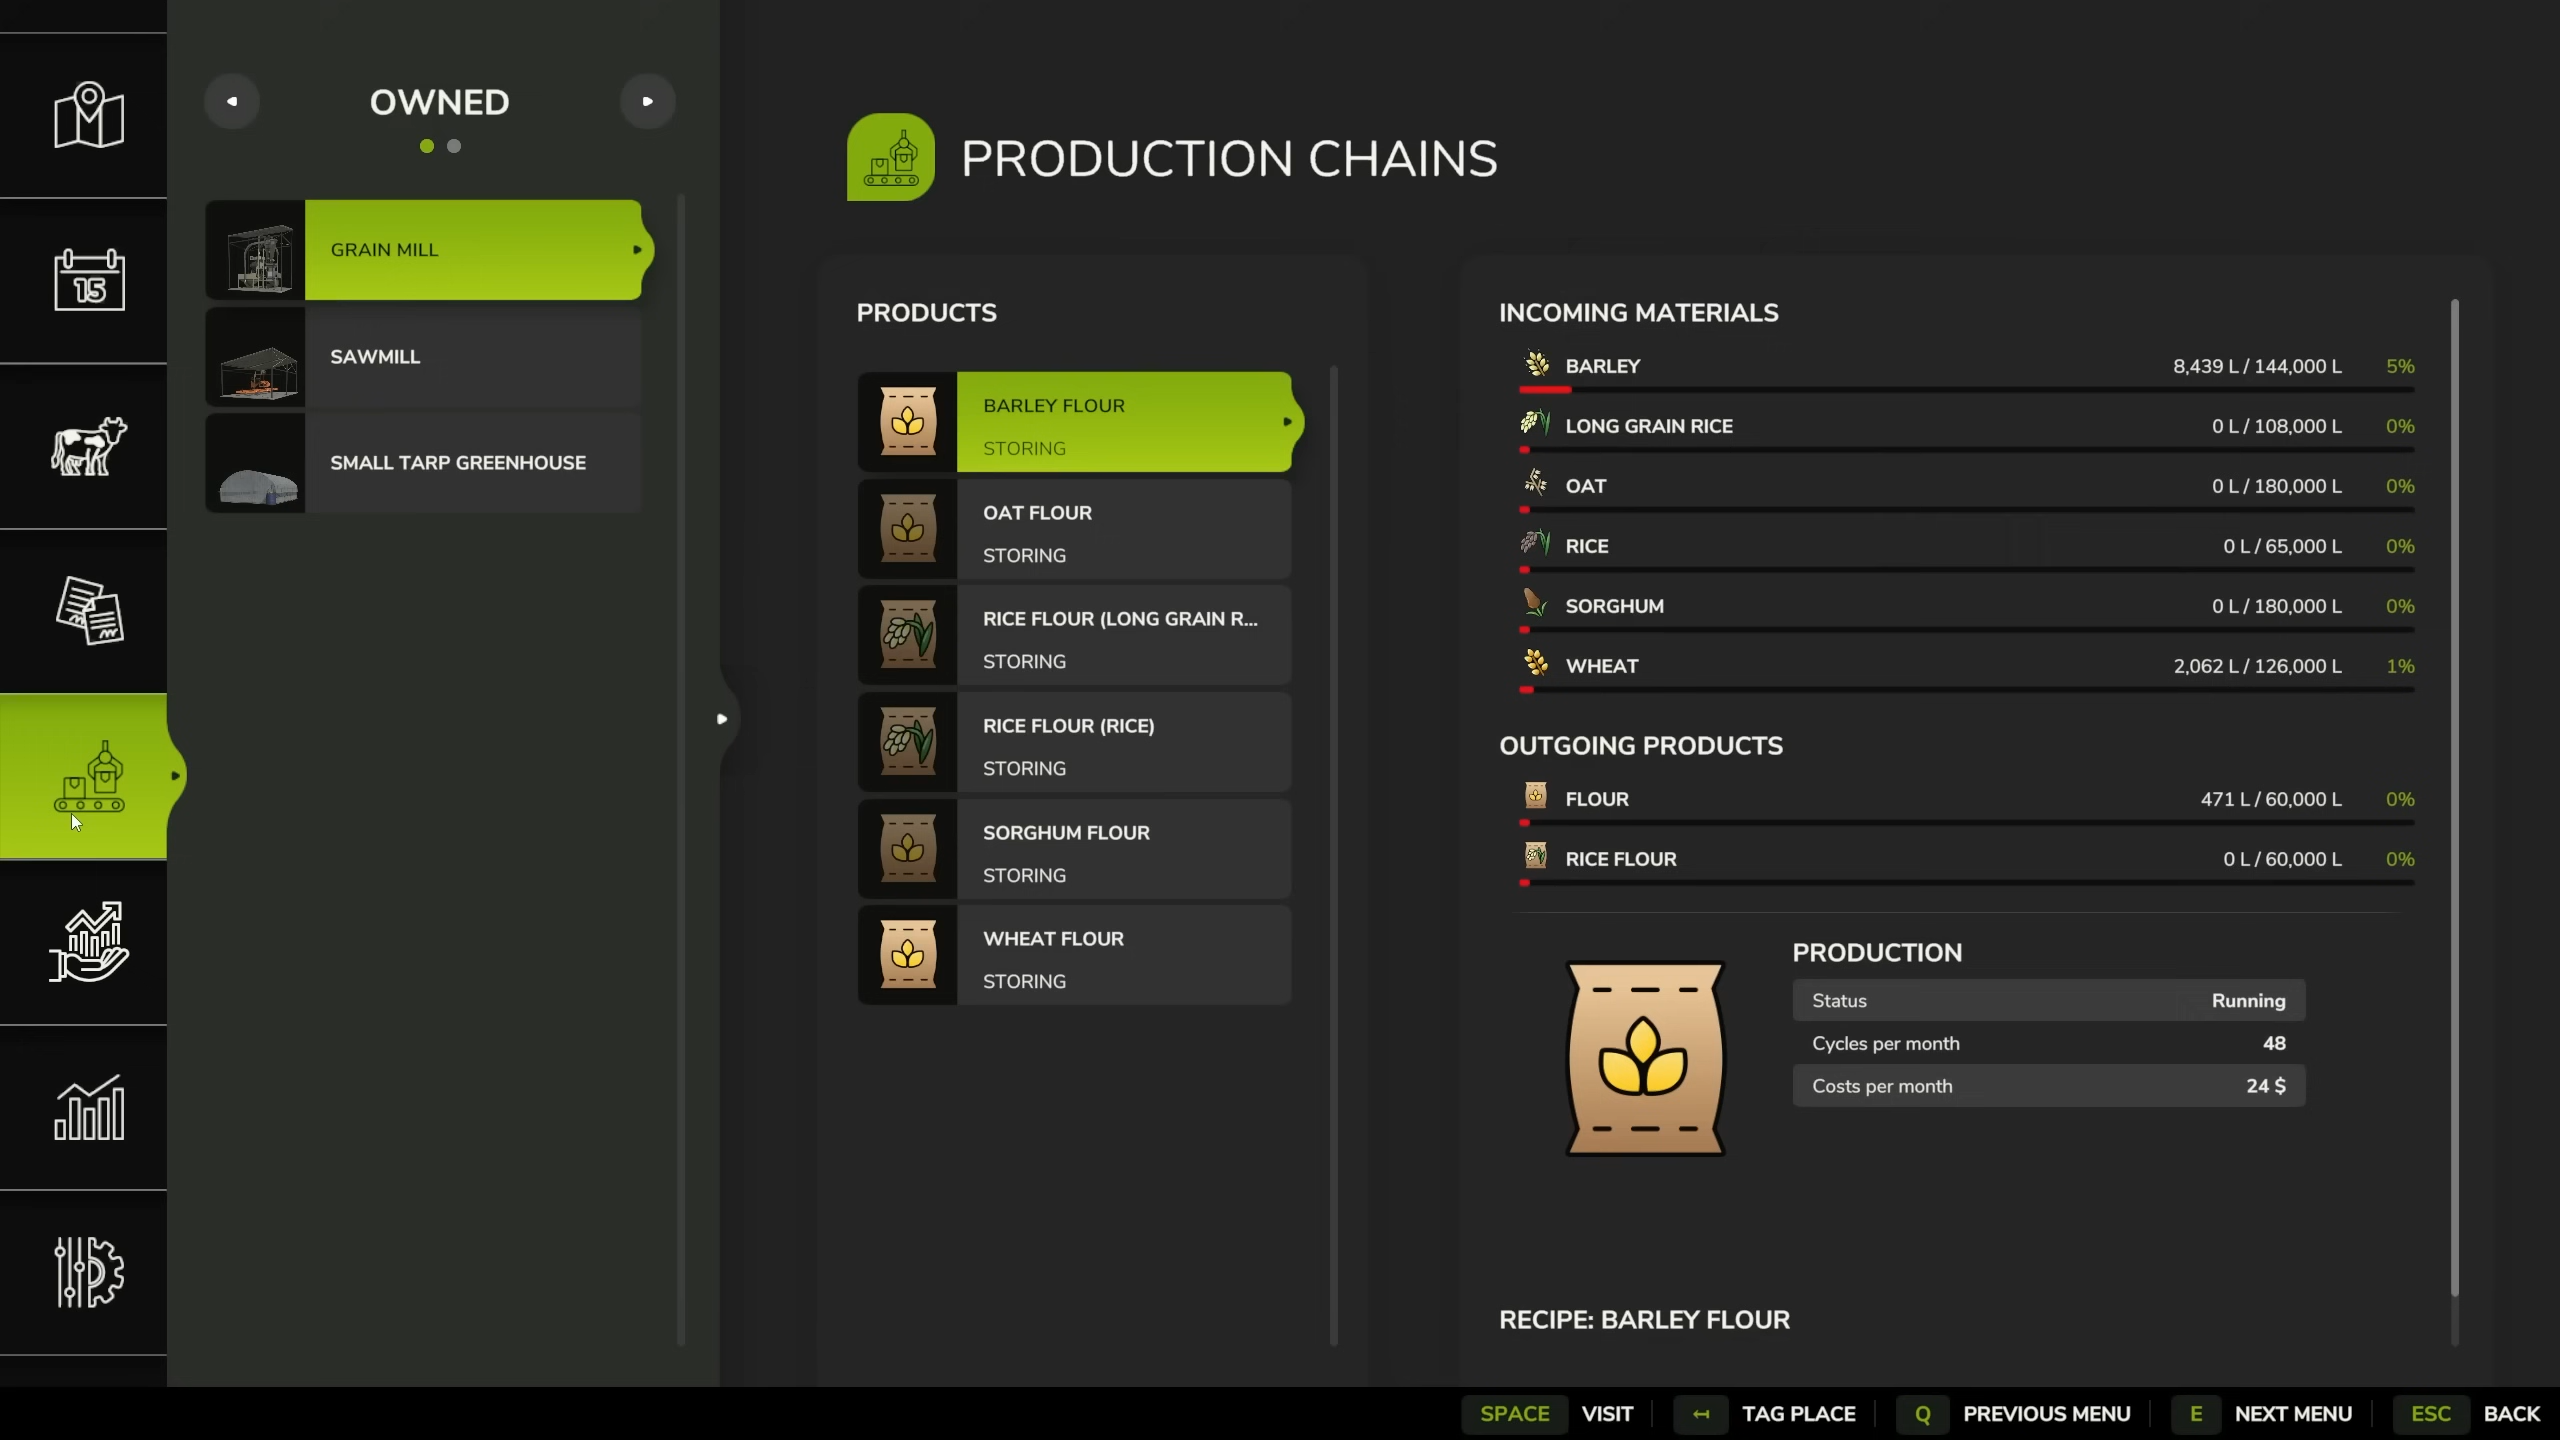 15
OWNED
GRAIN MILL
SAWMILL
SMALL TARP GREENHOUSE
PRODUCTION CHAINS
PRODUCTS
BARLEY FLOUR
STORING
OAT FLOUR
STORING
RICE FLOUR (LONG GRAIN R...
STORING
RICE FLOUR (RICE)
STORING
SORGHUM FLOUR
STORING
WHEAT FLOUR
STORING
INCOMING MATERIALS
BARLEY 8,439 L / 144,000 L 5%
LONG GRAIN RICE 0 L / 108,000 L 0%
OAT 0 L / 180,000 L 0%
RICE 0 L / 65,000 L 0%
SORGHUM 0 L / 180,000 L 0%
WHEAT 2,062 L / 126,000 L 1%
OUTGOING PRODUCTS
FLOUR 471 L / 60,000 L 0%
RICE FLOUR 0 L / 60,000 L 0%
PRODUCTION
Status Running
Cycles per month 48
Costs per month 24 $
RECIPE: BARLEY FLOUR
SPACE VISIT TAG PLACE Q PREVIOUS MENU E NEXT MENU ESC BACK